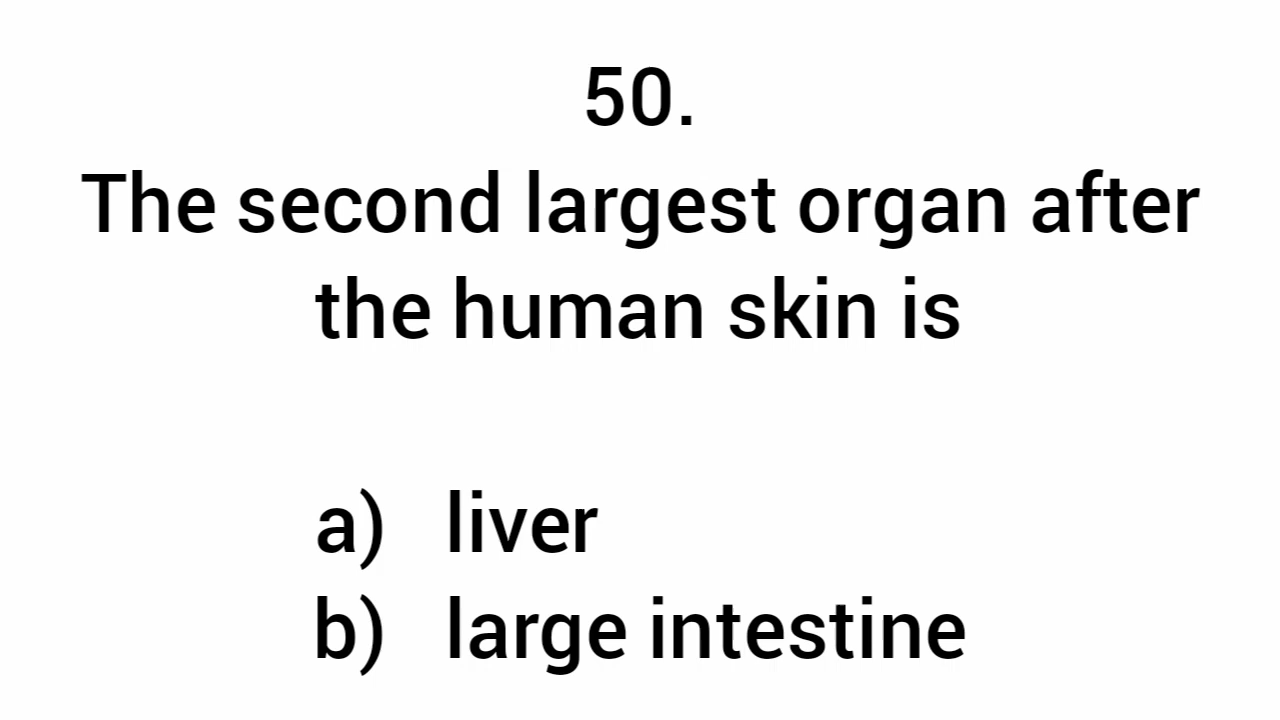 50.
The second largest organ after
the human skin is
a) liver
b) large intestine